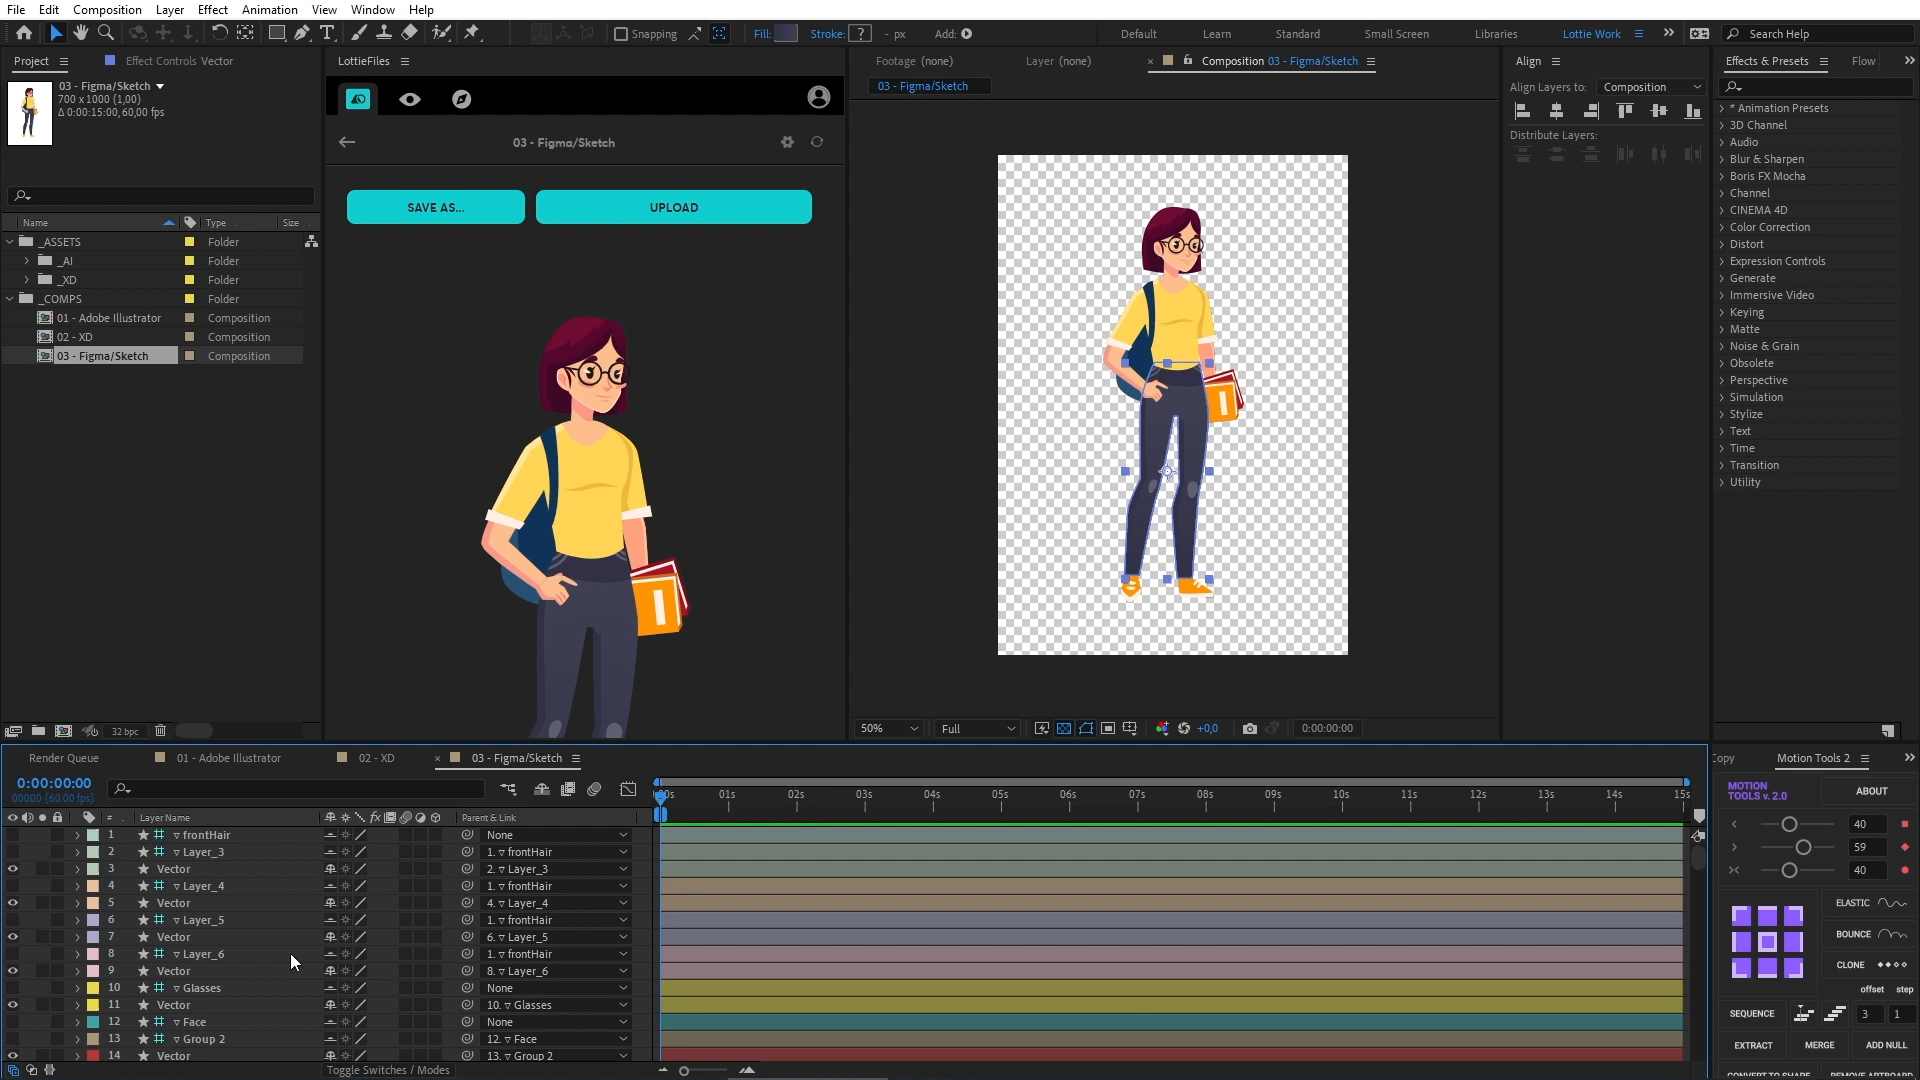 File Edit Composition Layer Effect Animation View Window Help
Snapping Fill: Stroke: ? - px Add: Default Learn Standard Small Screen Libraries Lottie Work Search Help
Project Effect Controls Vector
03 - Figma/Sketch
700 x 1000 (1,00)
Δ 0:00:15:00, 60,00 fps
Name Type Size
_ASSETS Folder
_AI Folder
_XD Folder
_COMPS Folder
01 - Adobe Illustrator Composition
02 - XD Composition
03 - Figma/Sketch Composition
32 bpc
LottieFiles
03 - Figma/Sketch
SAVE AS... UPLOAD
Footage (none) Layer (none) Composition 03 - Figma/Sketch
03 - Figma/Sketch
50% Full +0,0 0:00:00:00
Align
Align Layers to: Composition
Distribute Layers:
Effects & Presets Flow
* Animation Presets
3D Channel
Audio
Blur & Sharpen
Boris FX Mocha
Channel
CINEMA 4D
Color Correction
Distort
Expression Controls
Generate
Immersive Video
Keying
Matte
Noise & Grain
Obsolete
Perspective
Simulation
Stylize
Text
Time
Transition
Utility
Render Queue 01 - Adobe Illustrator 02 - XD 03 - Figma/Sketch
0:00:00:00
00000 (60.00 fps)
01s 02s 03s 04s 05s 06s 07s 08s 09s 10s 11s 12s 13s 14s 15s
# Layer Name fx Parent & Link
1 frontHair None
2 Layer_3 1. frontHair
3 Vector 2. Layer_3
4 Layer_4 1. frontHair
5 Vector 4. Layer_4
6 Layer_5 1. frontHair
7 Vector 6. Layer_5
8 Layer_6 1. frontHair
9 Vector 8. Layer_6
10 Glasses None
11 Vector 10. Glasses
12 Face None
13 Group 2 12. Face
14 Vector 13. Group 2
Toggle Switches / Modes
Copy Motion Tools 2
MOTION TOOLS v. 2.0 ABOUT
40
59
40
ELASTIC
BOUNCE
CLONE
offset step
SEQUENCE 3 1
EXTRACT MERGE ADD NULL
CONVERT TO SHAPE REMOVE ARTBOARD